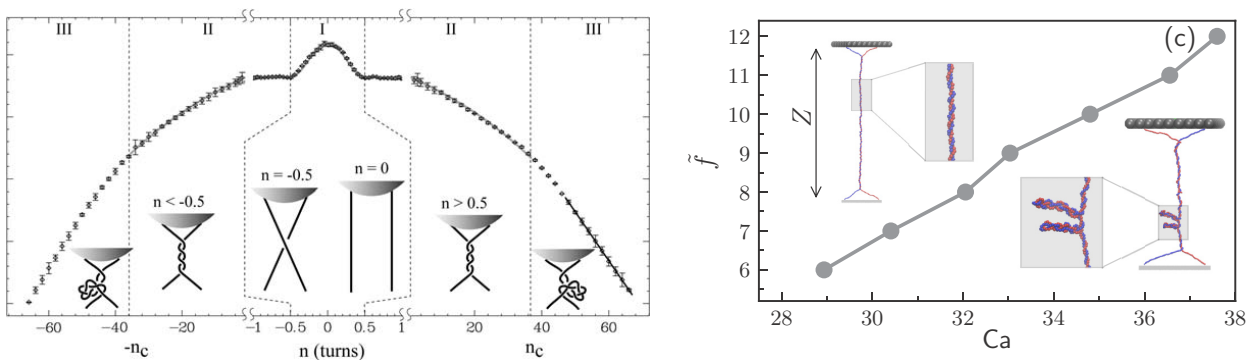 III II I II III
n = -0.5
n = 0
n < -0.5
n > 0.5
−60 −40 −20 −1 −0.5 0 0.5 1 20 40 60
-n_c n (turns) n_c
(c)
12
11
10
9
8
7
6
f̃
Z
28 30 32 34 36 38
Ca